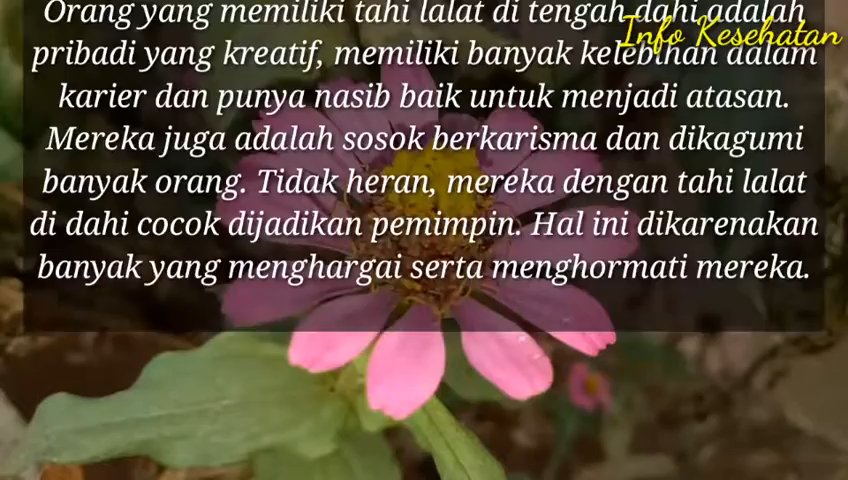 Orang yang memiliki tahi lalat di tengah dahi adalah
Info Kesehatan
pribadi yang kreatif, memiliki banyak kelebihan dalam
karier dan punya nasib baik untuk menjadi atasan.
Mereka juga adalah sosok berkarisma dan dikagumi
banyak orang. Tidak heran, mereka dengan tahi lalat
di dahi cocok dijadikan pemimpin. Hal ini dikarenakan
banyak yang menghargai serta menghormati mereka.